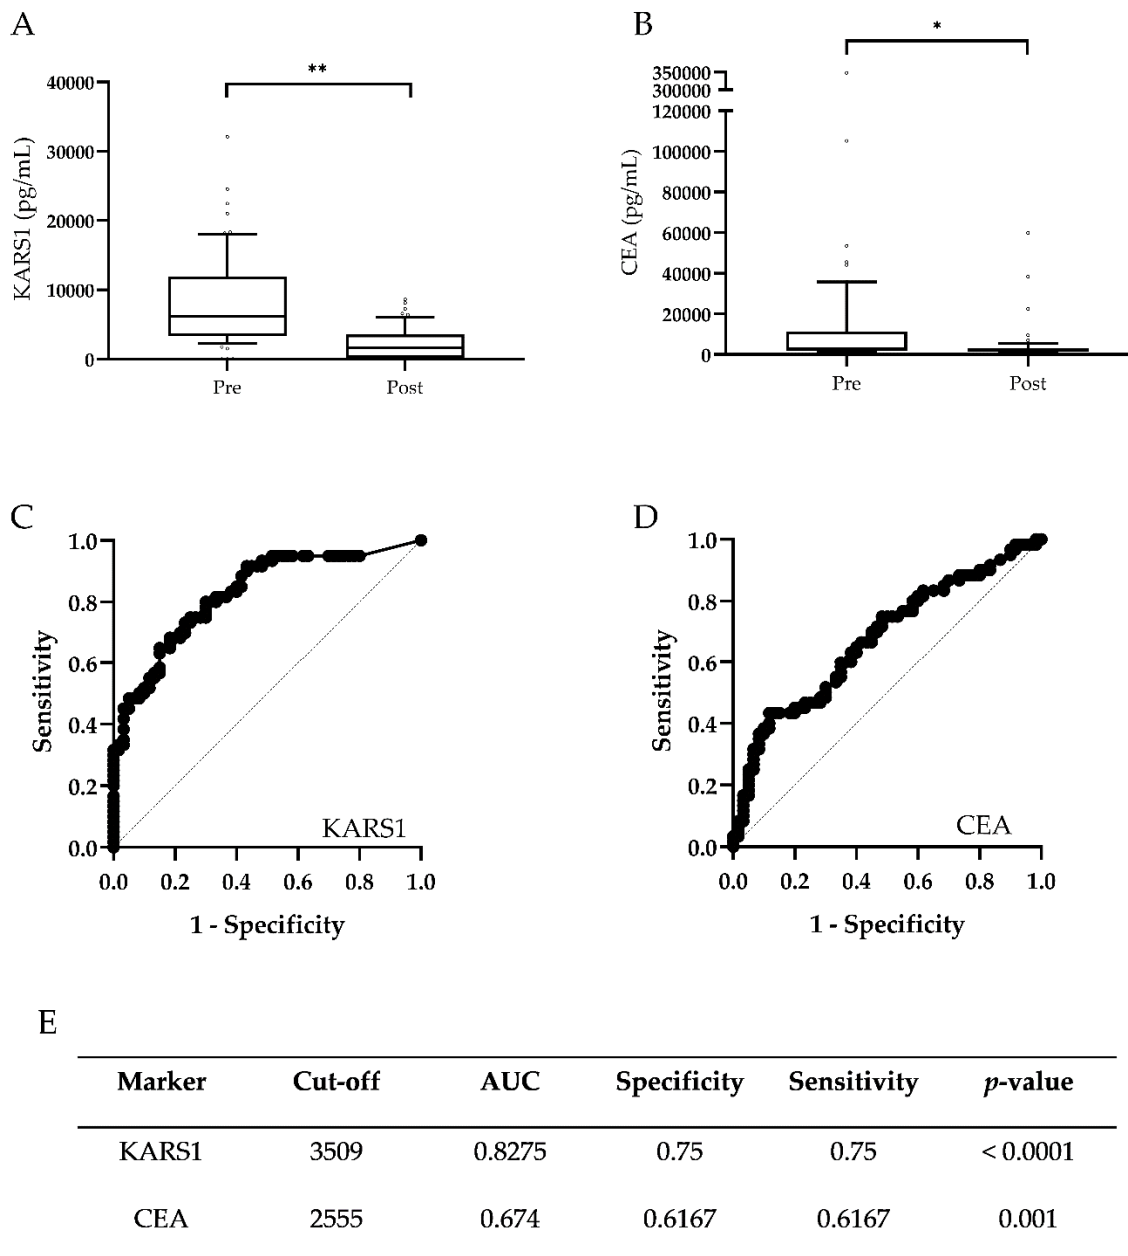 A
**
40000
30000
20000
10000
0
KARS1 (pg/mL)
Pre Post
B
*
350000
300000
120000
100000
80000
60000
40000
20000
0
CEA (pg/mL)
Pre Post
C
1.0
0.8
0.6
0.4
0.2
0.0
Sensitivity
KARS1
0.0 0.2 0.4 0.6 0.8 1.0
1 - Specificity
D
1.0
0.8
0.6
0.4
0.2
0.0
Sensitivity
CEA
0.0 0.2 0.4 0.6 0.8 1.0
1 - Specificity
E
Marker Cut-off AUC Specificity Sensitivity p-value
KARS1 3509 0.8275 0.75 0.75 < 0.0001
CEA 2555 0.674 0.6167 0.6167 0.001